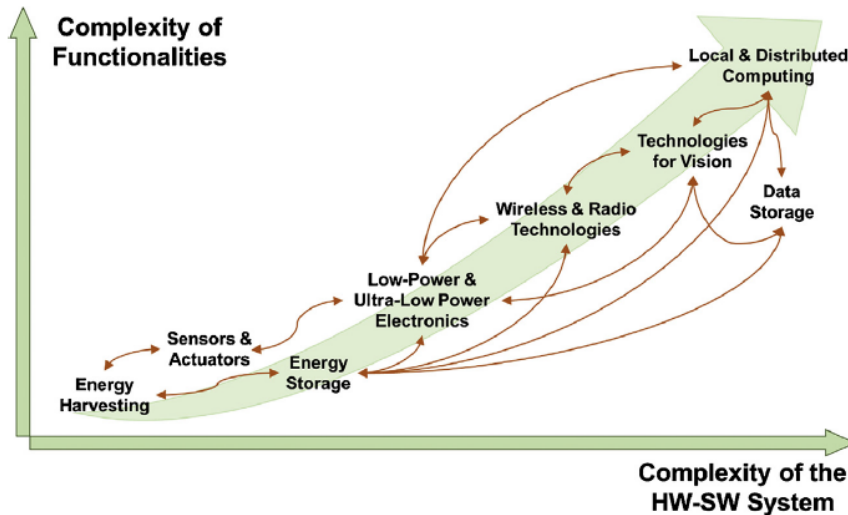 Complexity of
Functionalities
Local & Distributed
Computing
Technologies
for Vision
Data
Storage
Wireless & Radio
Technologies
Low-Power &
Ultra-Low Power
Electronics
Sensors &
Actuators
Energy
Storage
Energy
Harvesting
Complexity of the
HW-SW System